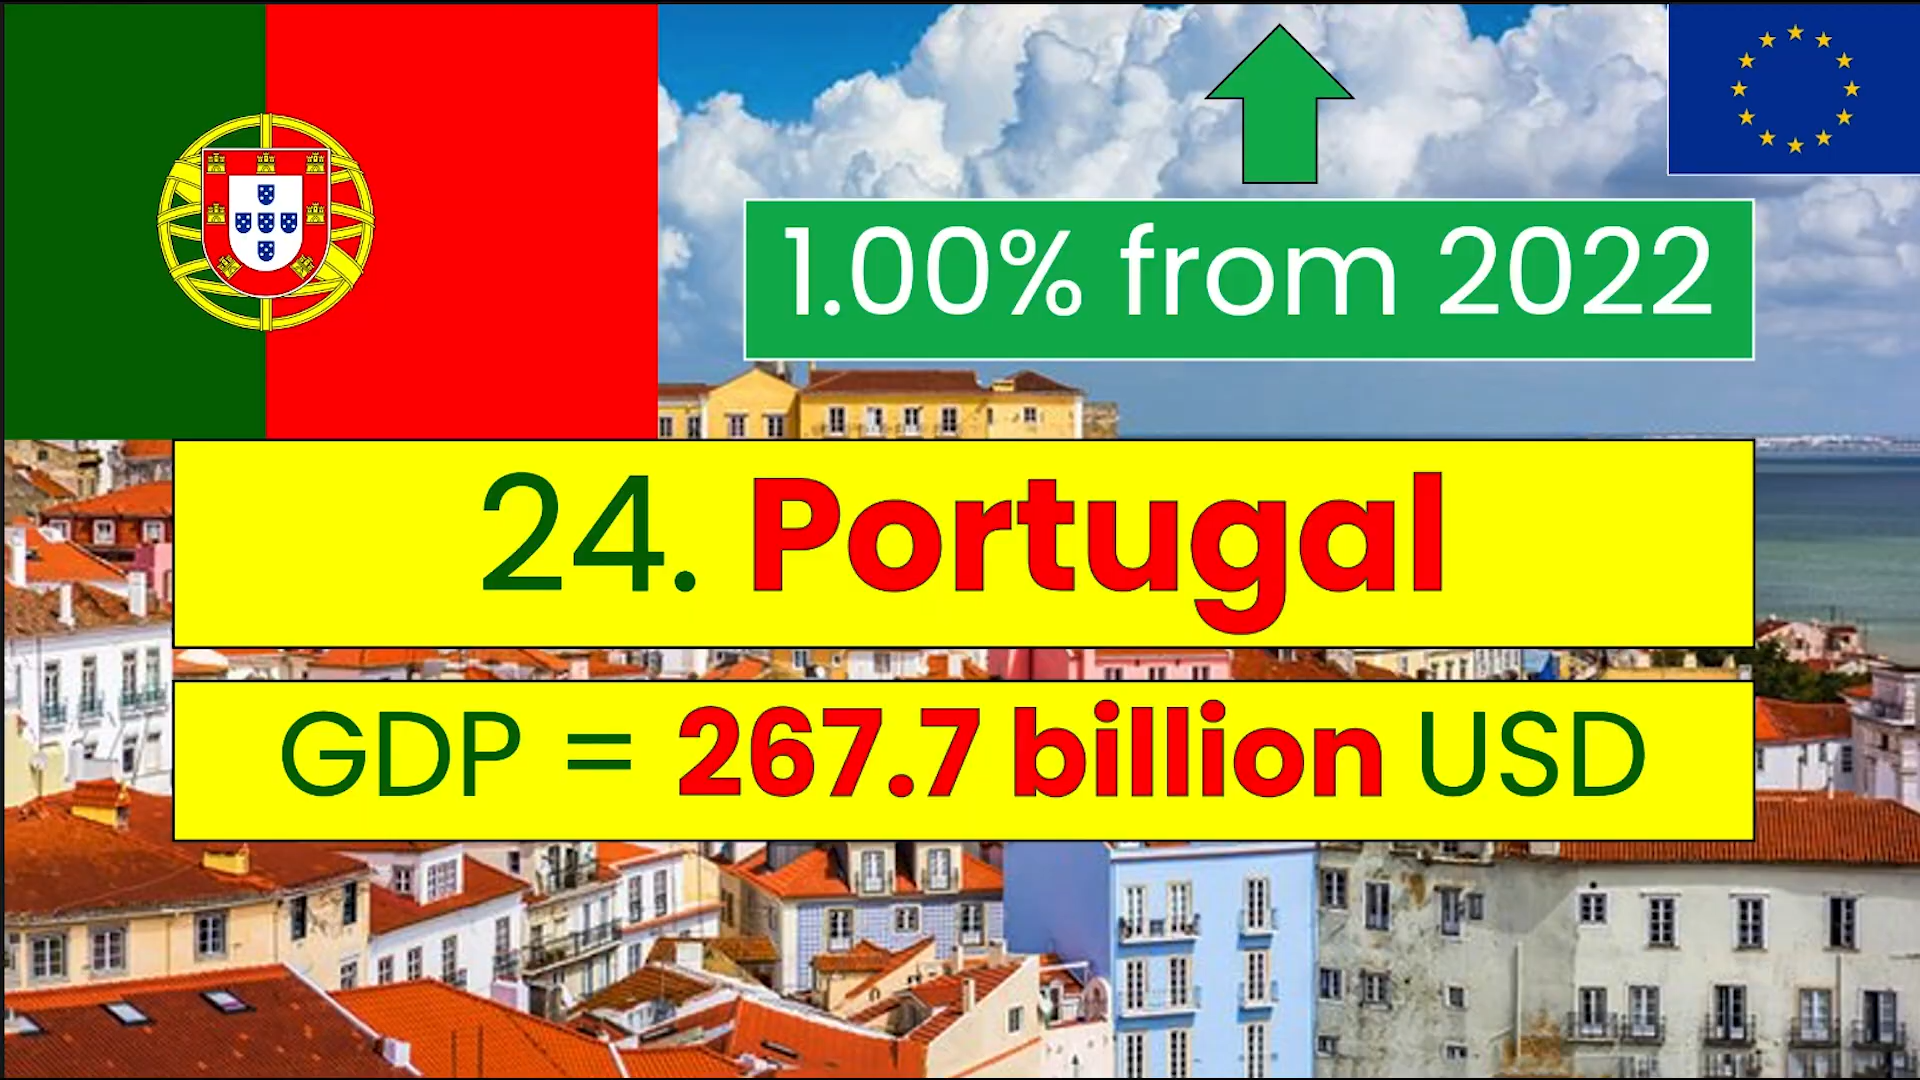 1.00% from 2022
24. Portugal
GDP = 267.7 billion USD